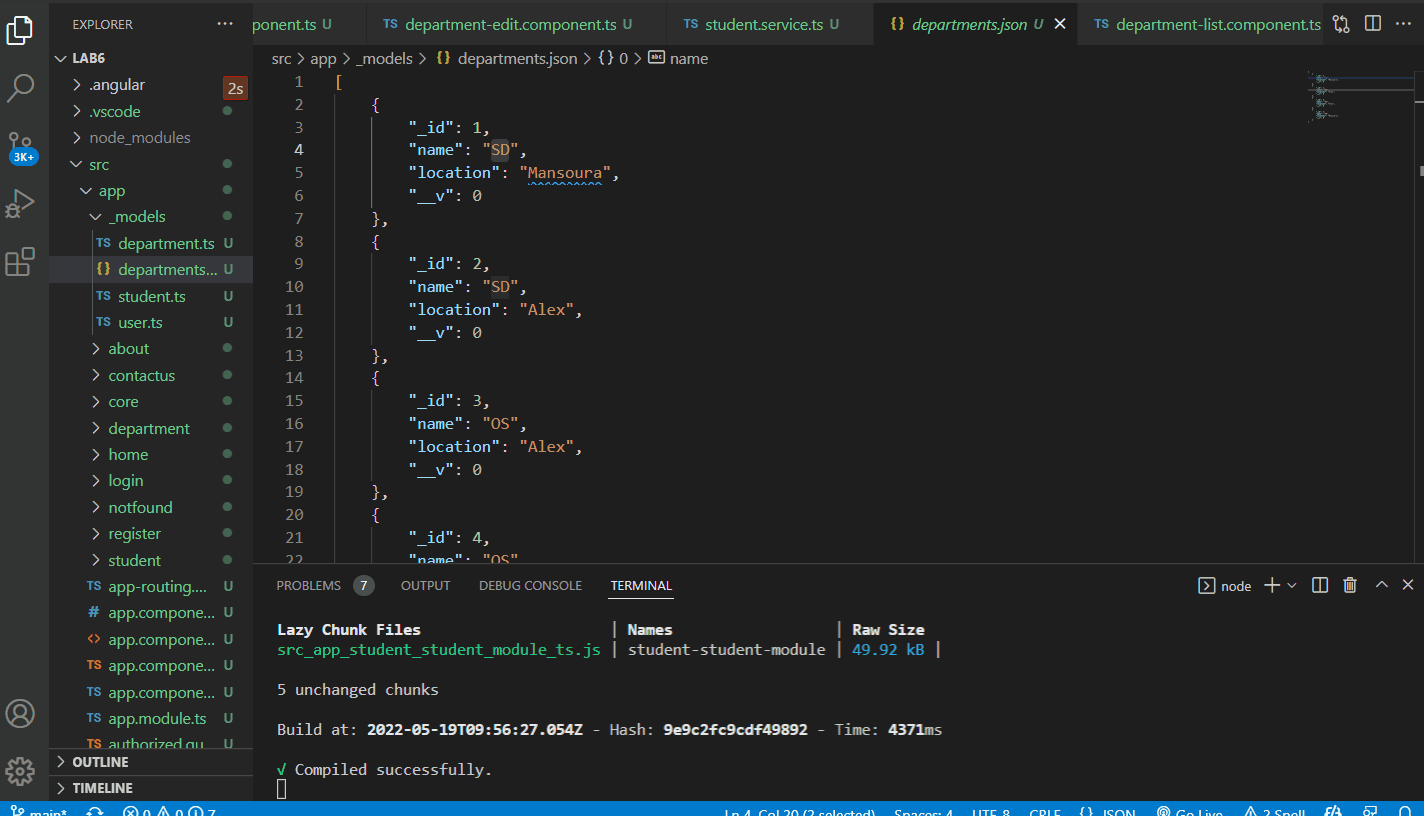 EXPLORER
ponent.ts U
TS department-edit.component.ts U
TS student.service.ts U
{} departments.json U
TS department-list.component.ts
LAB6
.angular
2s
.vscode
node_modules
3K+
src
app
_models
TS department.ts U
{} departments... U
TS student.ts U
TS user.ts U
about
contactus
core
department
home
login
notfound
register
student
TS app-routing.... U
# app.compone... U
<> app.compone... U
TS app.compone... U
TS app.compone... U
TS app.module.ts U
TS authorized.gu U
OUTLINE
TIMELINE
src > app > _models > {} departments.json > {} 0 > abc name
1 [
2 {
3 "_id": 1,
4 "name": "SD",
5 "location": "Mansoura",
6 "__v": 0
7 },
8 {
9 "_id": 2,
10 "name": "SD",
11 "location": "Alex",
12 "__v": 0
13 },
14 {
15 "_id": 3,
16 "name": "OS",
17 "location": "Alex",
18 "__v": 0
19 },
20 {
21 "_id": 4,
22 "name": "OS"
PROBLEMS 7 OUTPUT DEBUG CONSOLE TERMINAL
node
Lazy Chunk Files | Names | Raw Size
src_app_student_student_module_ts.js | student-student-module | 49.92 kB |
5 unchanged chunks
Build at: 2022-05-19T09:56:27.054Z - Hash: 9e9c2fc9cdf49892 - Time: 4371ms
√ Compiled successfully.
main* 0 0 7
Ln 4, Col 20 (2 selected) Spaces: 4 UTF-8 CRLF {} JSON Go Live 2 Spell